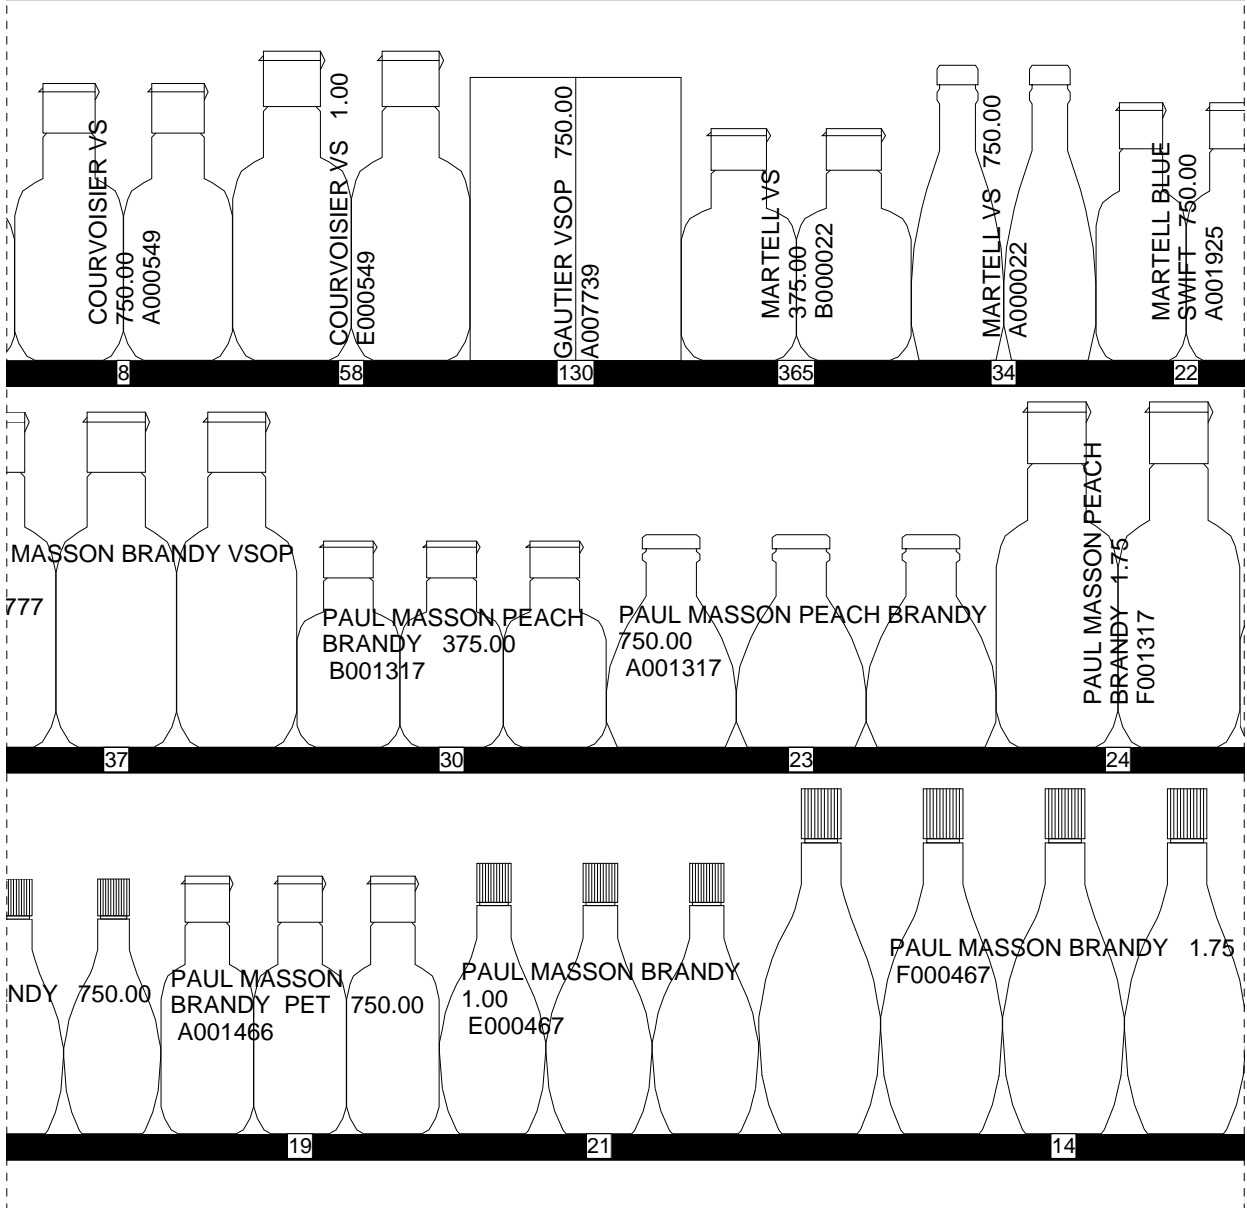 COURVOISIER VS
750.00
A000549
COURVOISIER VS 1.00
E000549
GAUTIER VSOP 750.00
A007739
MARTELL VS
375.00
B000022
MARTELL VS 750.00
A000022
MARTELL BLUE
SWIFT 750.00
A001925
8
58
130
365
34
22
MASSON BRANDY VSOP
777
PAUL MASSON PEACH
BRANDY 375.00
B001317
PAUL MASSON PEACH BRANDY
750.00
A001317
PAUL MASSON PEACH
BRANDY 1.75
F001317
37
30
23
24
NDY 750.00
PAUL MASSON
BRANDY PET 750.00
A001466
PAUL MASSON BRANDY
1.00
E000467
PAUL MASSON BRANDY 1.75
F000467
19
21
14